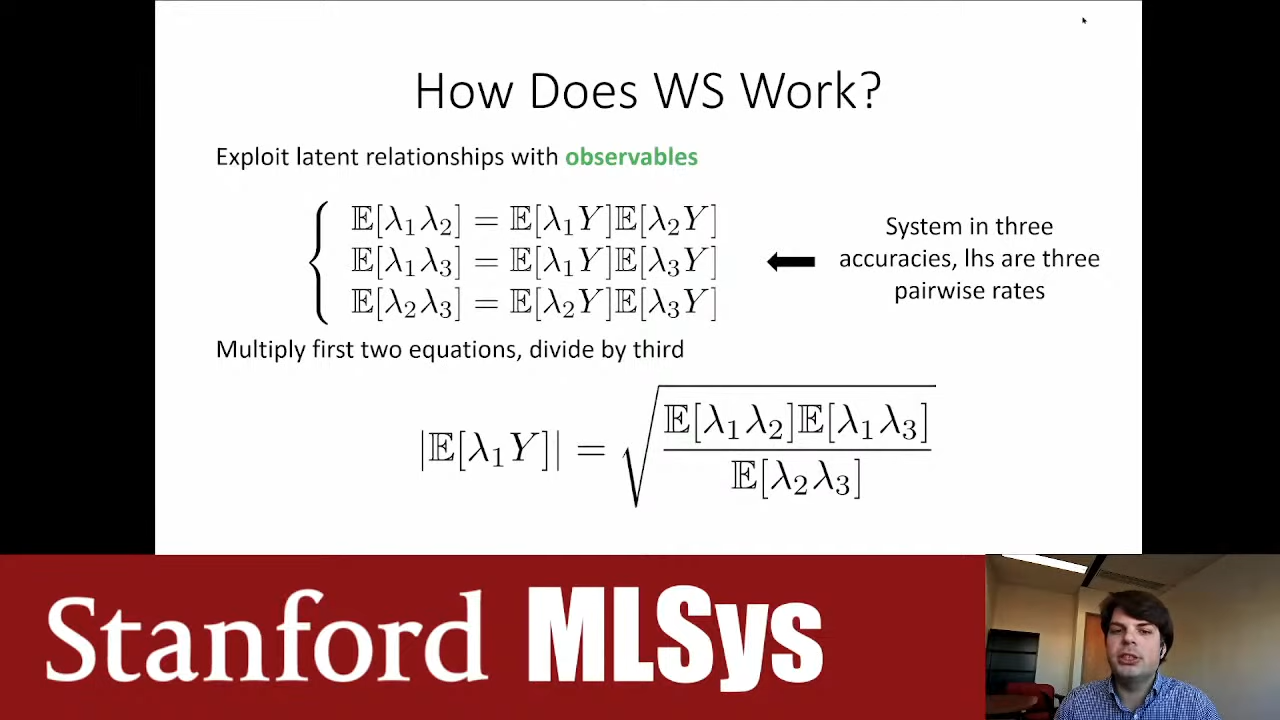 How Does WS Work?
Exploit latent relationships with observables
𝔼[λ₁λ₂] = 𝔼[λ₁Y]𝔼[λ₂Y]
𝔼[λ₁λ₃] = 𝔼[λ₁Y]𝔼[λ₃Y]
𝔼[λ₂λ₃] = 𝔼[λ₂Y]𝔼[λ₃Y]
System in three
accuracies, lhs are three
pairwise rates
Multiply first two equations, divide by third
|𝔼[λ₁Y]| = √(𝔼[λ₁λ₂]𝔼[λ₁λ₃] / 𝔼[λ₂λ₃])
Stanford MLSys